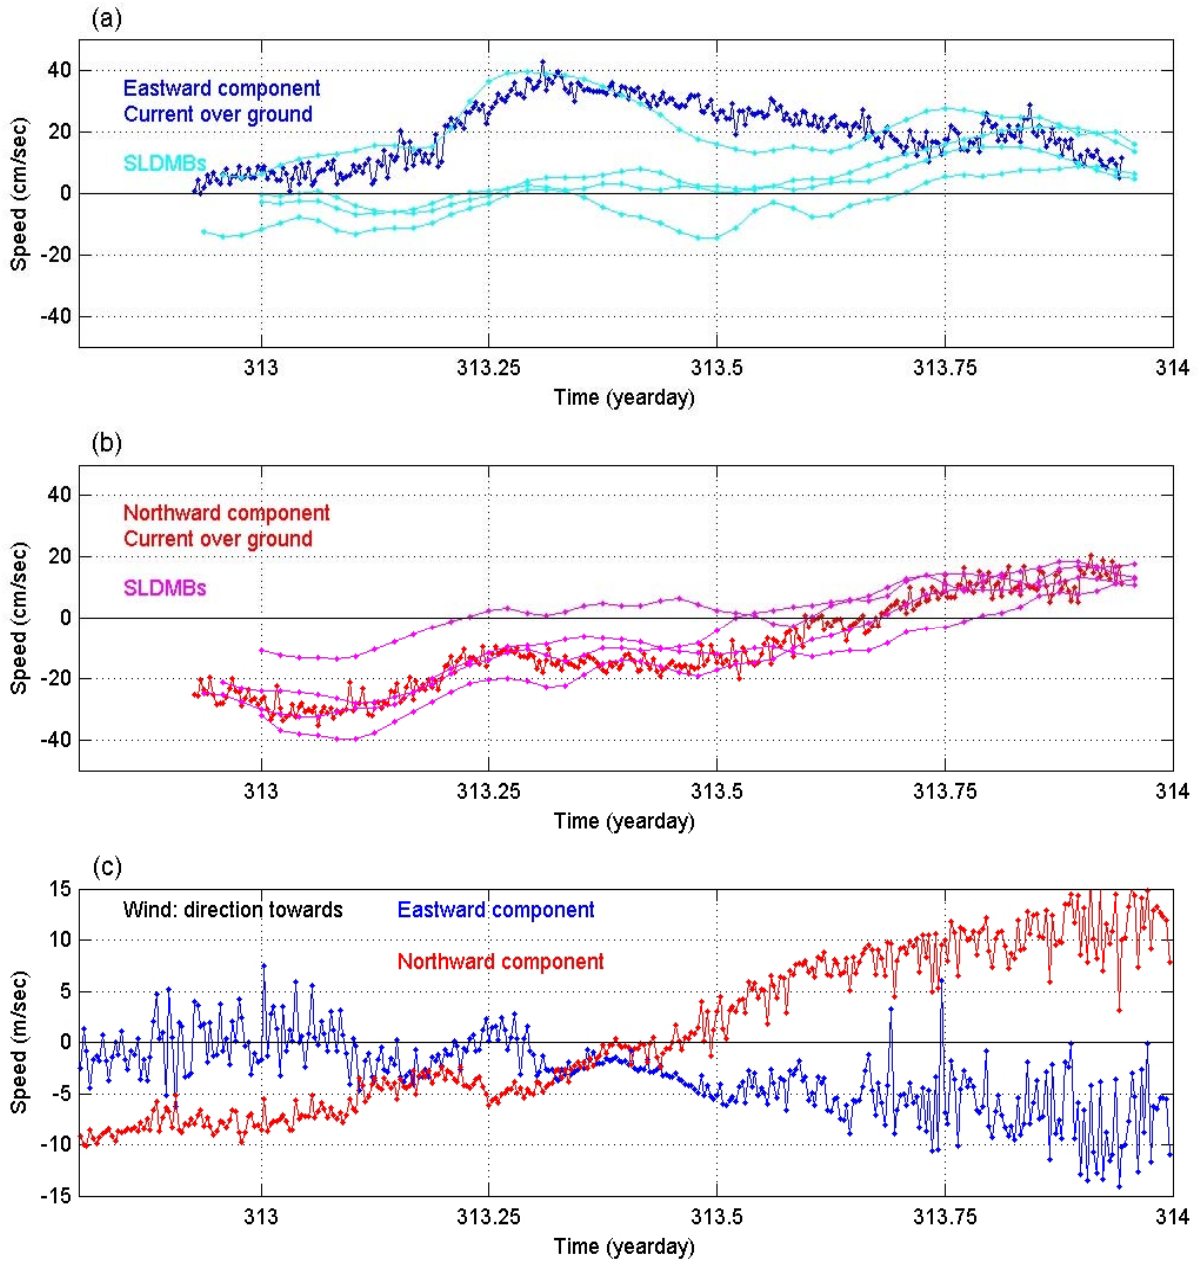 (a)
Eastward component
Current over ground
SLDMBs
40
20
0
-20
-40
Speed (cm/sec)
313 313.25 313.5 313.75 314
Time (yearday)
(b)
Northward component
Current over ground
SLDMBs
40
20
0
-20
-40
Speed (cm/sec)
313 313.25 313.5 313.75 314
Time (yearday)
(c)
Wind: direction towards Eastward component
Northward component
15
10
5
0
-5
-10
-15
Speed (m/sec)
313 313.25 313.5 313.75 314
Time (yearday)